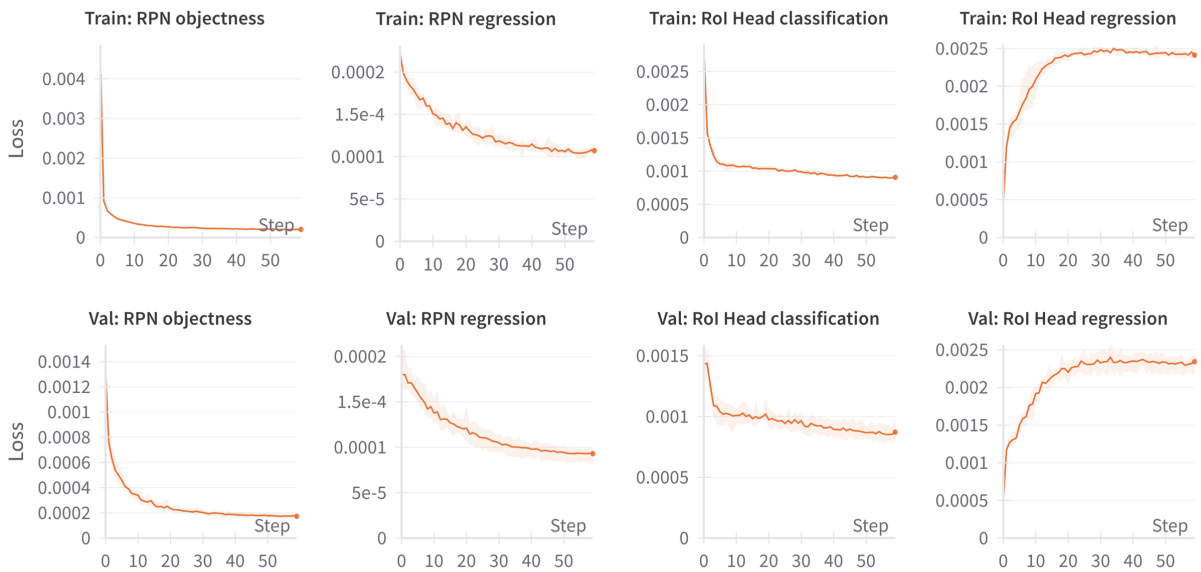 Train: RPN objectness
Loss
0.004
0.003
0.002
0.001
0
Step
0 10 20 30 40 50
Train: RPN regression
0.0002
1.5e-4
0.0001
5e-5
0
Step
0 10 20 30 40 50
Train: RoI Head classification
0.0025
0.002
0.0015
0.001
0.0005
0
Step
0 10 20 30 40 50
Train: RoI Head regression
0.0025
0.002
0.0015
0.001
0.0005
0
Step
0 10 20 30 40 50
Val: RPN objectness
Loss
0.0014
0.0012
0.001
0.0008
0.0006
0.0004
0.0002
0
Step
0 10 20 30 40 50
Val: RPN regression
0.0002
1.5e-4
0.0001
5e-5
0
Step
0 10 20 30 40 50
Val: RoI Head classification
0.0015
0.001
0.0005
0
Step
0 10 20 30 40 50
Val: RoI Head regression
0.0025
0.002
0.0015
0.001
0.0005
0
Step
0 10 20 30 40 50